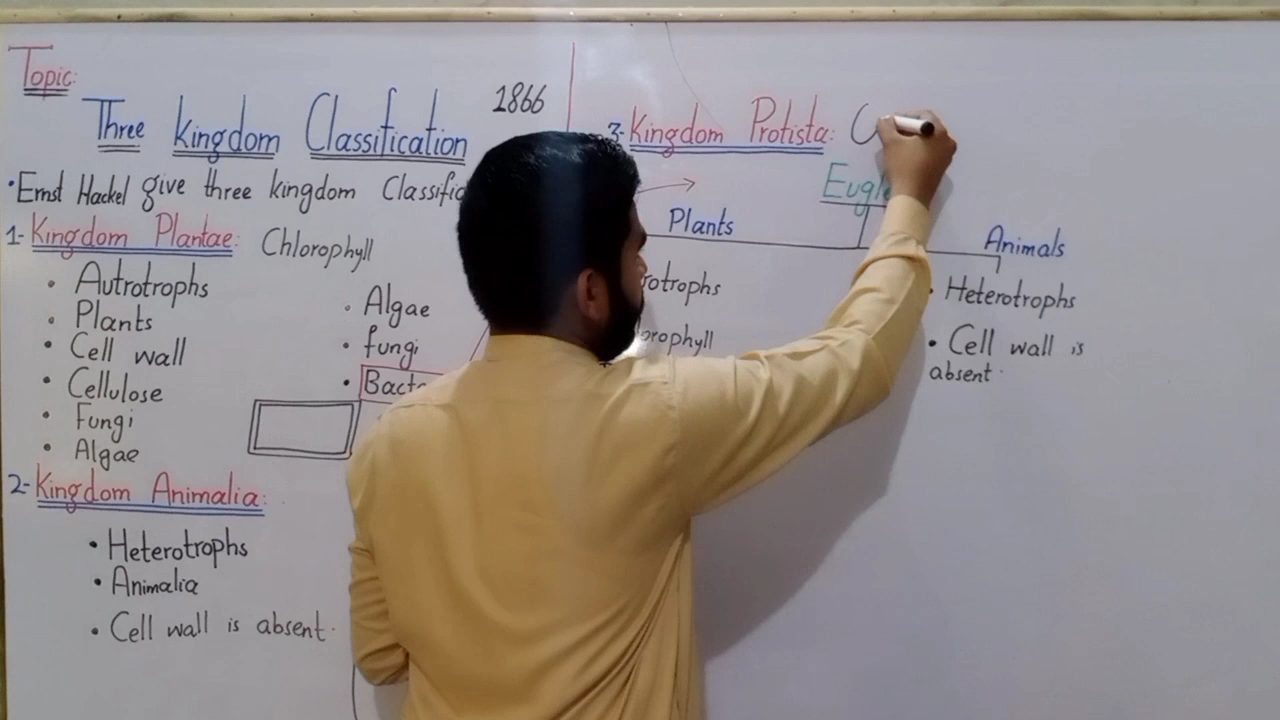 Topic:
Three Kingdom Classification 1866
• Ernst Hackel give three kingdom
1- Kingdom Plantae: Chlorophyll
• Autrotrophs
• Plants
• Cell wall
• Cellulose
• Fungi
• Algae
• Algae
• fungi
•
2- Kingdom Animalia:
• Heterotrophs
• Animalia
• Cell wall is absent.
3- Kingdom Protista:
Plants
Animals
• Heterotrophs
• Cell wall is
absent.